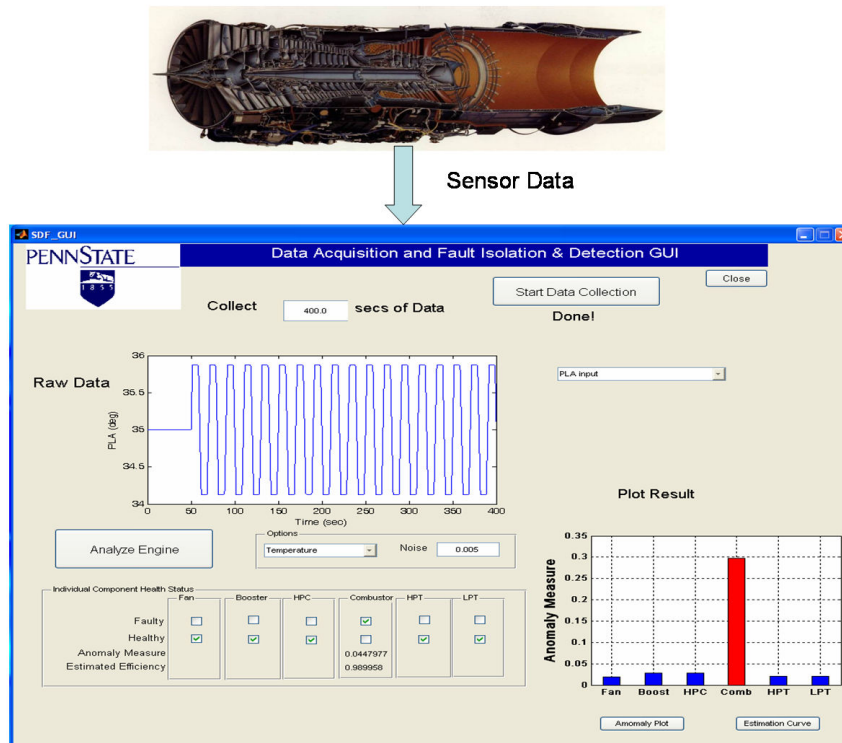 Sensor Data
SDF_GUI
PENNSTATE
1855
Data Acquisition and Fault Isolation & Detection GUI
Close
Collect 400.0 secs of Data
Start Data Collection
Done!
Raw Data
36
35.5
35
34.5
34
PLA (deg)
0 50 100 150 200 250 300 350 400
Time (sec)
PLA input
Plot Result
Analyze Engine
Options
Temperature
Noise 0.005
Individual Component Health Status
Fan Booster HPC Combustor HPT LPT
Faulty
Healthy
Anomaly Measure 0.0447977
Estimated Efficiency 0.989958
0.35
0.3
0.25
0.2
0.15
0.1
0.05
0
Anomaly Measure
Fan Boost HPC Comb HPT LPT
Amomaly Plot
Estimation Curve